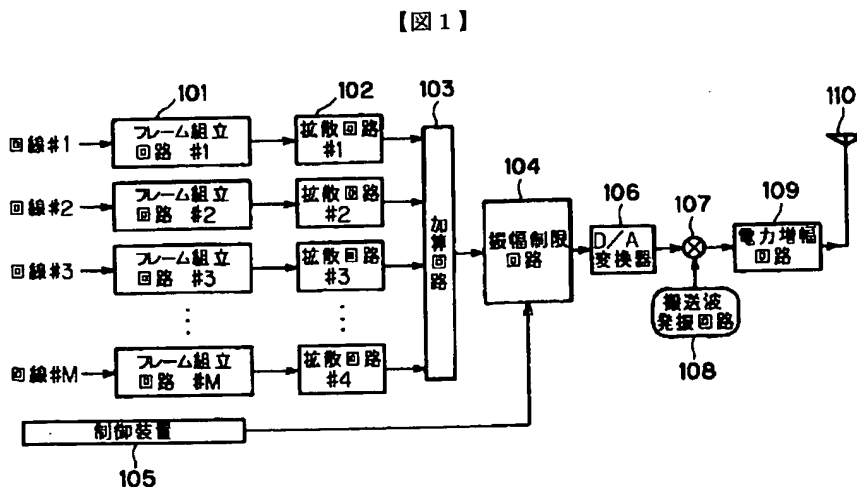 【図1】
101
102
103
110
回線#1
フレーム組立
回路 #1
拡散回路
#1
104
回線#2
フレーム組立
回路 #2
拡散回路
#2
106
107
109
加算回路
振幅制限
回路
D/A
変換器
電力増幅
回路
回線#3
フレーム組立
回路 #3
拡散回路
#3
搬送波
発振回路
108
回線#M
フレーム組立
回路 #M
拡散回路
#4
制御装置
105